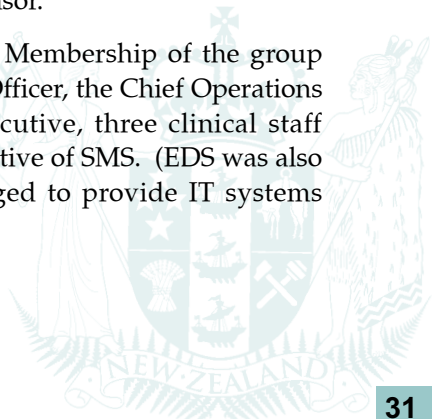 nsor.
Membership of the group
Officer, the Chief Operations
cutive, three clinical staff
tive of SMS. (EDS was also
ged to provide IT systems
NEW·ZEALAND
31